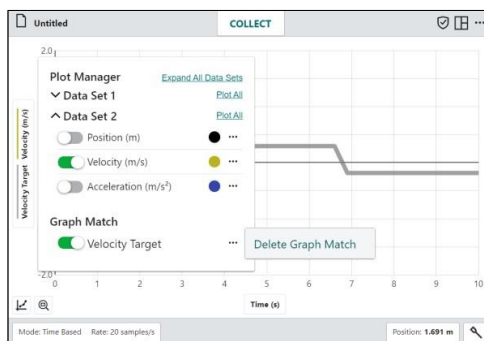 Untitled
COLLECT
2.0
Plot Manager Expand All Data Sets
Data Set 1 Plot All
Data Set 2 Plot All
Position (m)
Velocity (m/s)
Acceleration (m/s²)
Graph Match
Velocity Target
Delete Graph Match
Velocity Target Velocity (m/s)
-2.0
0 1 2 3 4 5 6 7 8 9 10
Time (s)
Mode: Time Based Rate: 20 samples/s Position: 1.691 m